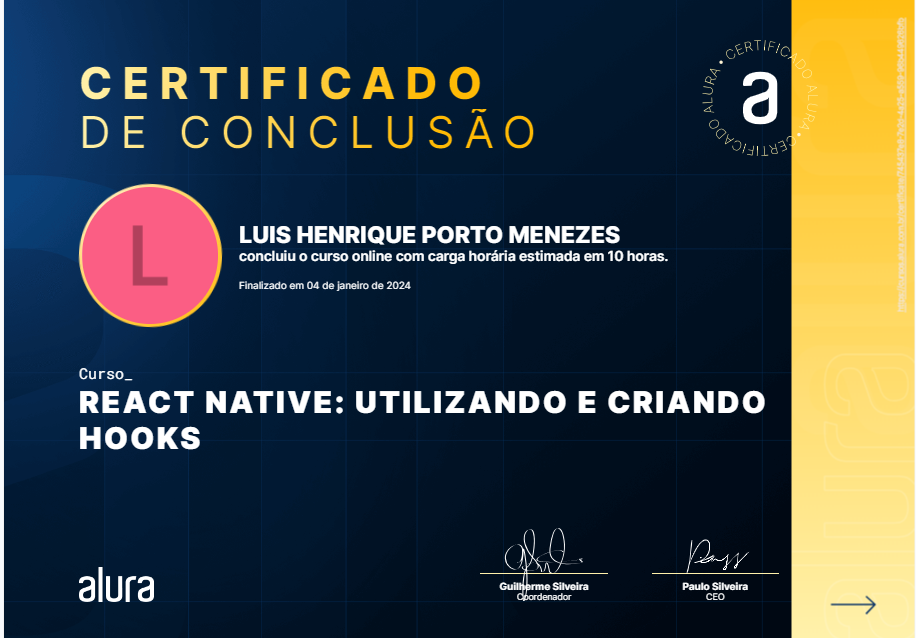 CERTIFICADO
DE CONCLUSÃO
CERTIFICADO ALURA • CERTIFICADO ALURA •
a
L
LUIS HENRIQUE PORTO MENEZES
concluiu o curso online com carga horária estimada em 10 horas.
Finalizado em 04 de janeiro de 2024
Curso_
REACT NATIVE: UTILIZANDO E CRIANDO
HOOKS
alura
Guilherme Silveira
Coordenador
Paulo Silveira
CEO
alura